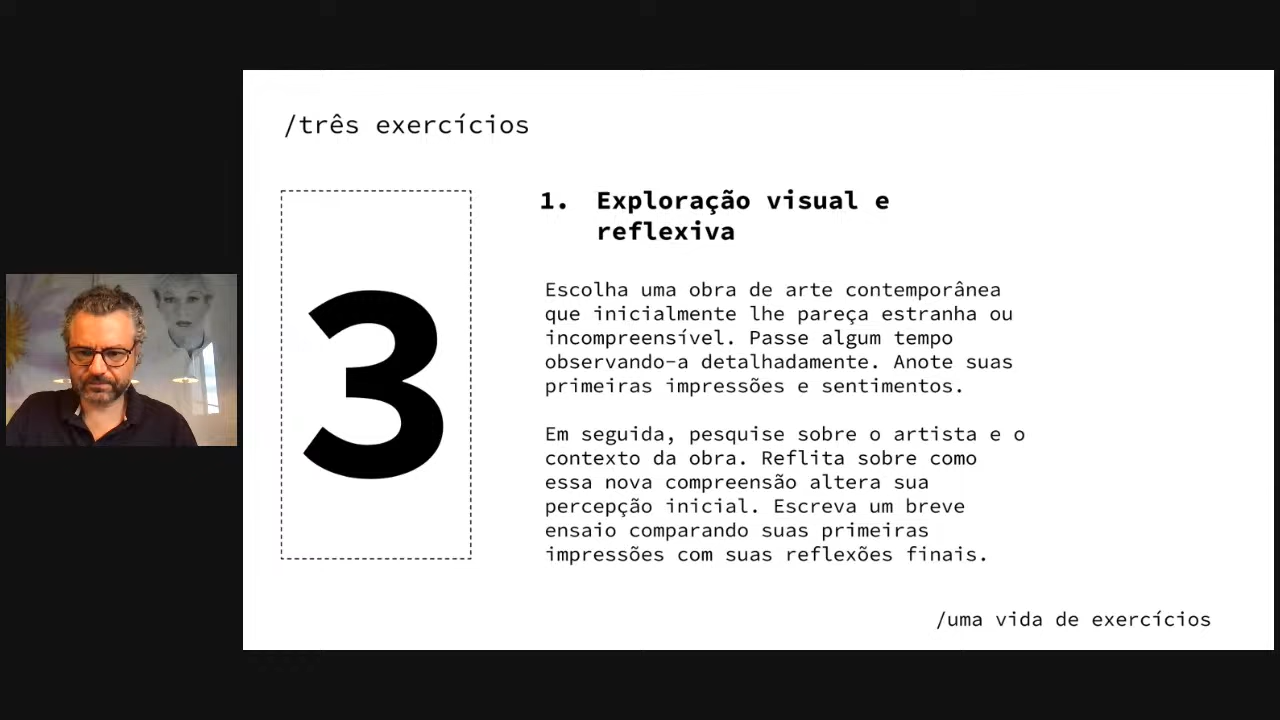 /três exercícios
3
1. Exploração visual e
reflexiva
Escolha uma obra de arte contemporânea
que inicialmente lhe pareça estranha ou
incompreensível. Passe algum tempo
observando-a detalhadamente. Anote suas
primeiras impressões e sentimentos.
Em seguida, pesquise sobre o artista e o
contexto da obra. Reflita sobre como
essa nova compreensão altera sua
percepção inicial. Escreva um breve
ensaio comparando suas primeiras
impressões com suas reflexões finais.
/uma vida de exercícios